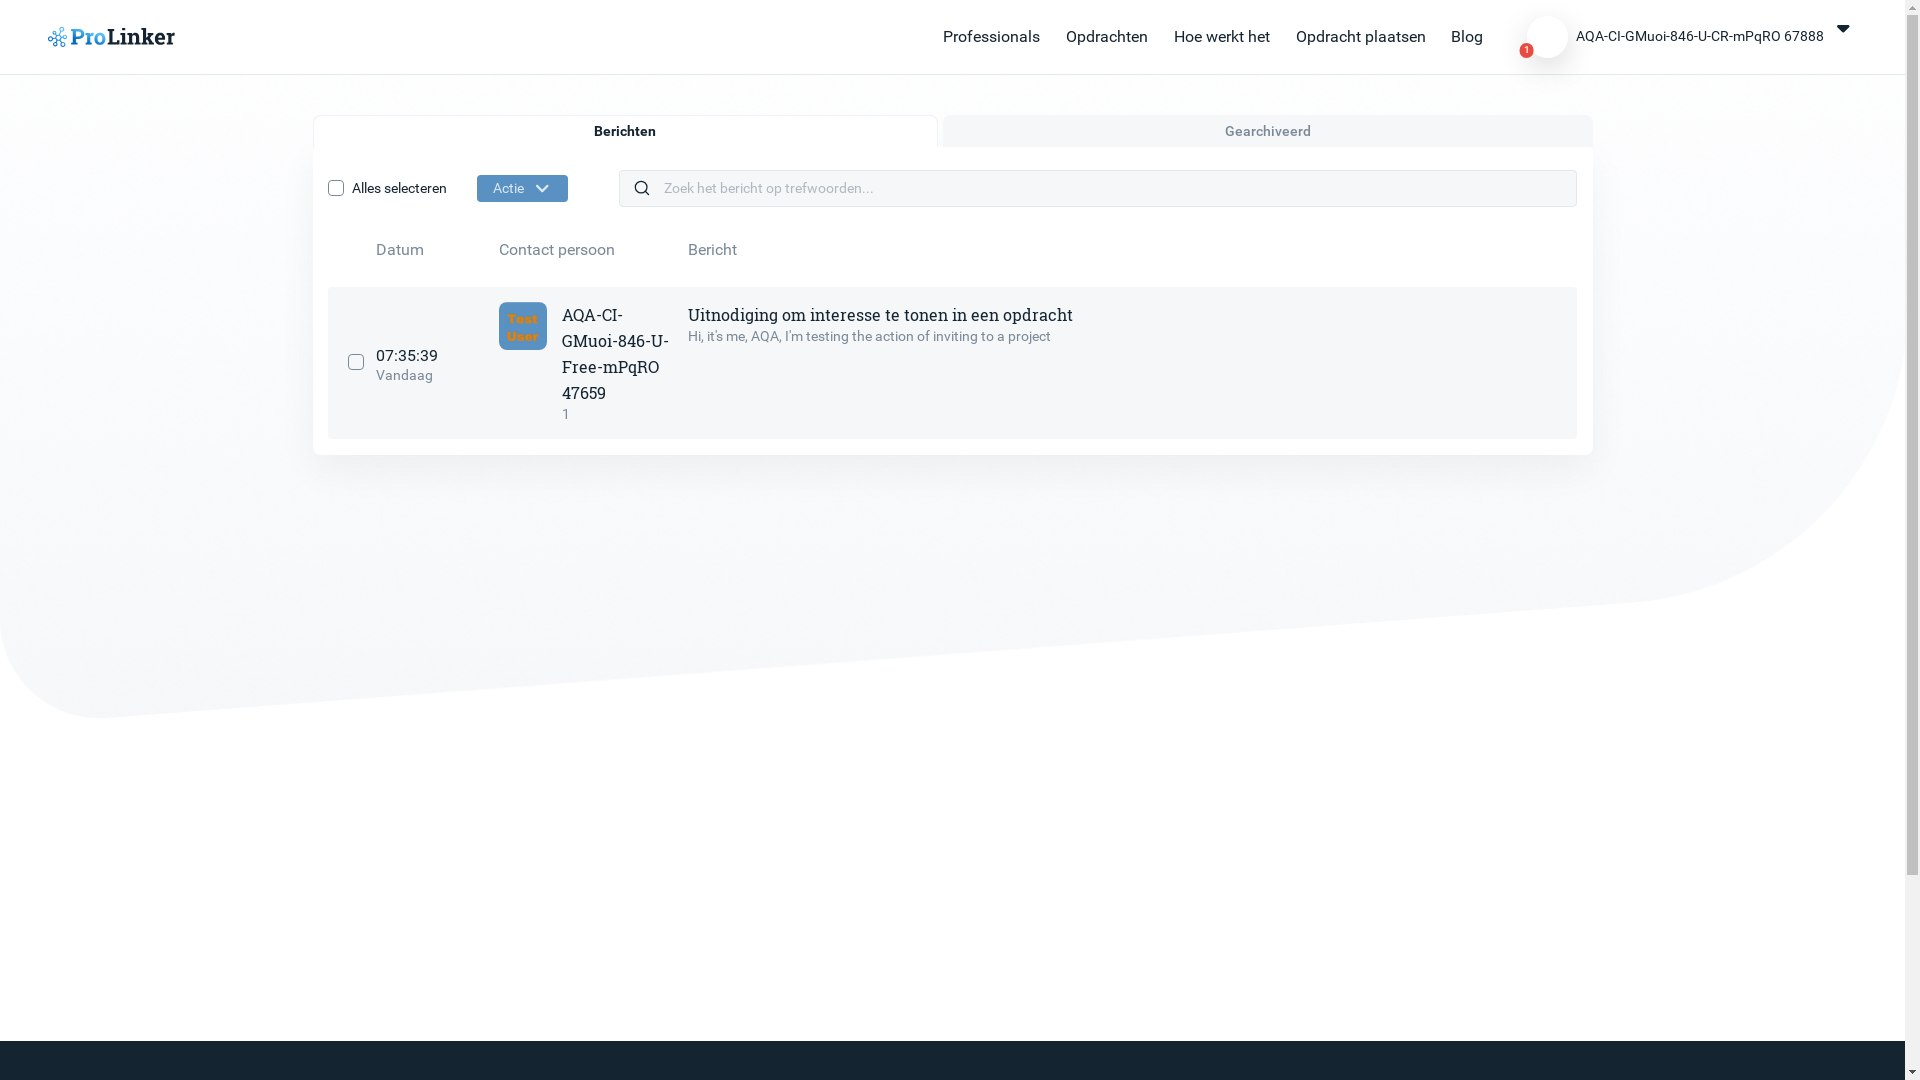 ProLinker
Professionals
Opdrachten
Hoe werkt het
Opdracht plaatsen
Blog
1
AQA-CI-GMuoi-846-U-CR-mPqRO 67888
Berichten
Gearchiveerd
Alles selecteren
Actie
Zoek het bericht op trefwoorden...
Datum
Contact persoon
Bericht
07:35:39
Vandaag
Test
User
AQA-CI-
GMuoi-846-U-
Free-mPqRO
47659
1
Uitnodiging om interesse te tonen in een opdracht
Hi, it's me, AQA, I'm testing the action of inviting to a project